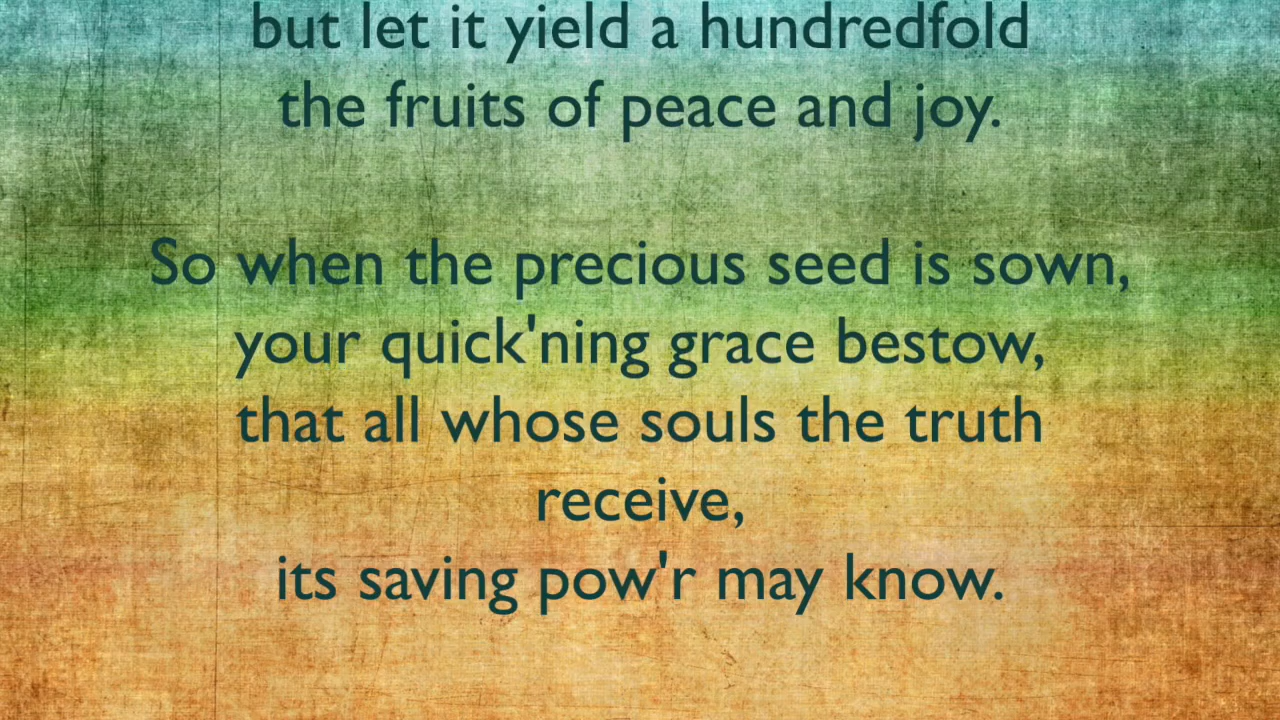 but let it yield a hundredfold
the fruits of peace and joy.
So when the precious seed is sown,
your quick'ning grace bestow,
that all whose souls the truth
receive,
its saving pow'r may know.